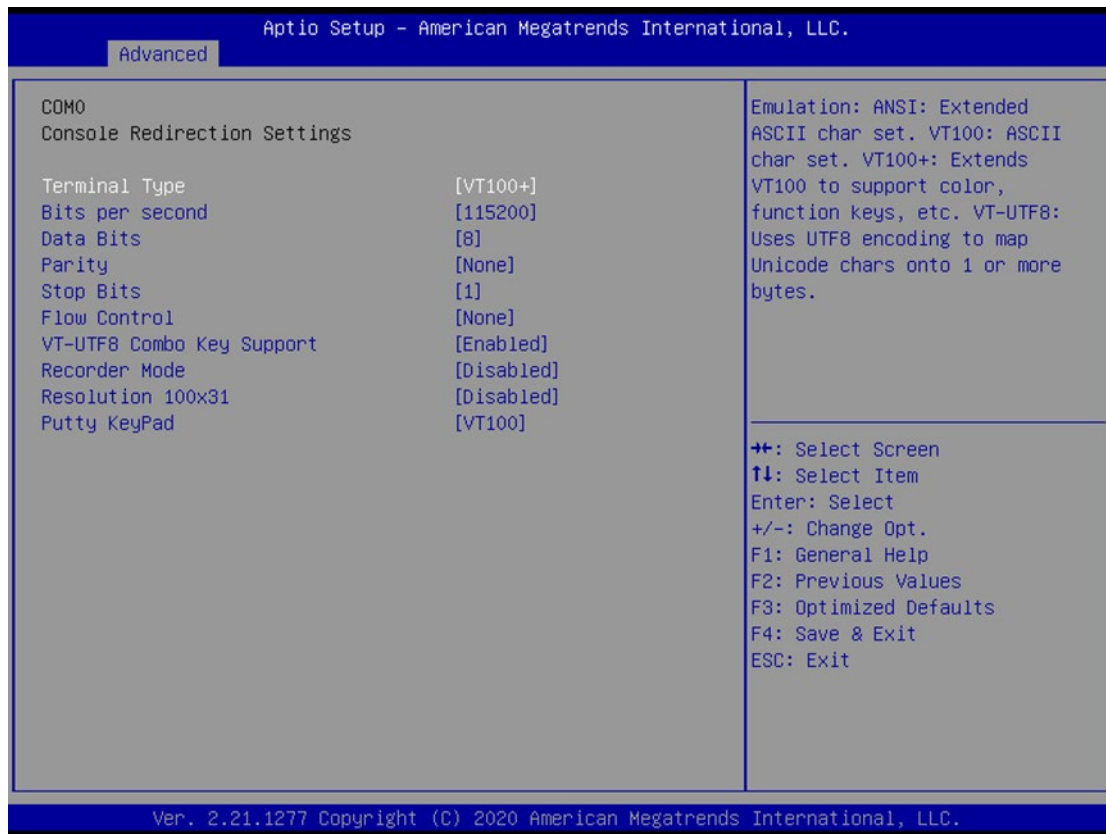 Aptio Setup – American Megatrends International, LLC.
Advanced
COM0
Console Redirection Settings
Terminal Type [VT100+]
Bits per second [115200]
Data Bits [8]
Parity [None]
Stop Bits [1]
Flow Control [None]
VT-UTF8 Combo Key Support [Enabled]
Recorder Mode [Disabled]
Resolution 100x31 [Disabled]
Putty KeyPad [VT100]
Emulation: ANSI: Extended
ASCII char set. VT100: ASCII
char set. VT100+: Extends
VT100 to support color,
function keys, etc. VT-UTF8:
Uses UTF8 encoding to map
Unicode chars onto 1 or more
bytes.
→←: Select Screen
↑↓: Select Item
Enter: Select
+/-: Change Opt.
F1: General Help
F2: Previous Values
F3: Optimized Defaults
F4: Save & Exit
ESC: Exit
Ver. 2.21.1277 Copyright (C) 2020 American Megatrends International, LLC.